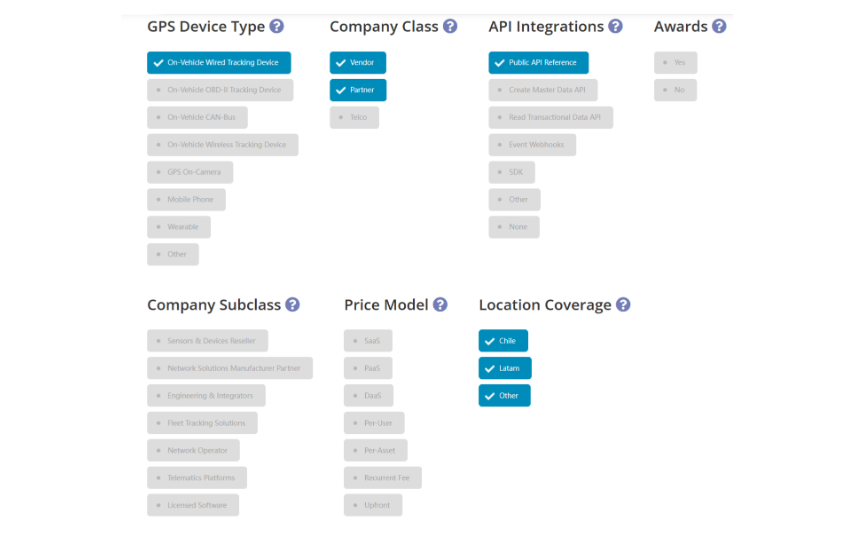 GPS Device Type ?
On-Vehicle Wired Tracking Device
On-Vehicle OBD-II Tracking Device
On-Vehicle CAN-Bus
On-Vehicle Wireless Tracking Device
GPS On-Camera
Mobile Phone
Wearable
Other
Company Class ?
Vendor
Partner
Telco
API Integrations ?
Public API Reference
Create Master Data API
Read Transactional Data API
Event Webhooks
SDK
Other
None
Awards ?
Yes
No
Company Subclass ?
Sensors & Devices Reseller
Network Solutions Manufacturer Partner
Engineering & Integrators
Fleet Tracking Solutions
Network Operator
Telematics Platforms
Licensed Software
Price Model ?
SaaS
PaaS
DaaS
Per-User
Per-Asset
Recurrent Fee
Upfront
Location Coverage ?
Chile
Latam
Other